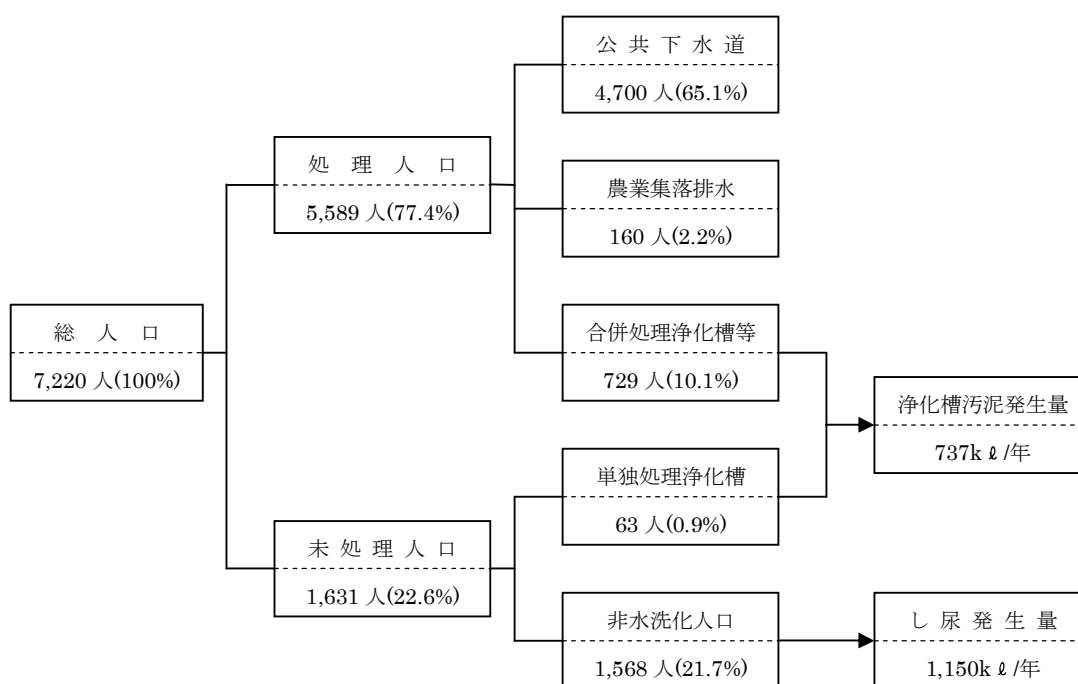 総人口
7,220 人(100%)
処理人口
5,589 人(77.4%)
公共下水道
4,700 人(65.1%)
農業集落排水
160 人(2.2%)
合併処理浄化槽等
729 人(10.1%)
未処理人口
1,631 人(22.6%)
単独処理浄化槽
63 人(0.9%)
非水洗化人口
1,568 人(21.7%)
浄化槽汚泥発生量
737kℓ/年
し尿発生量
1,150kℓ/年